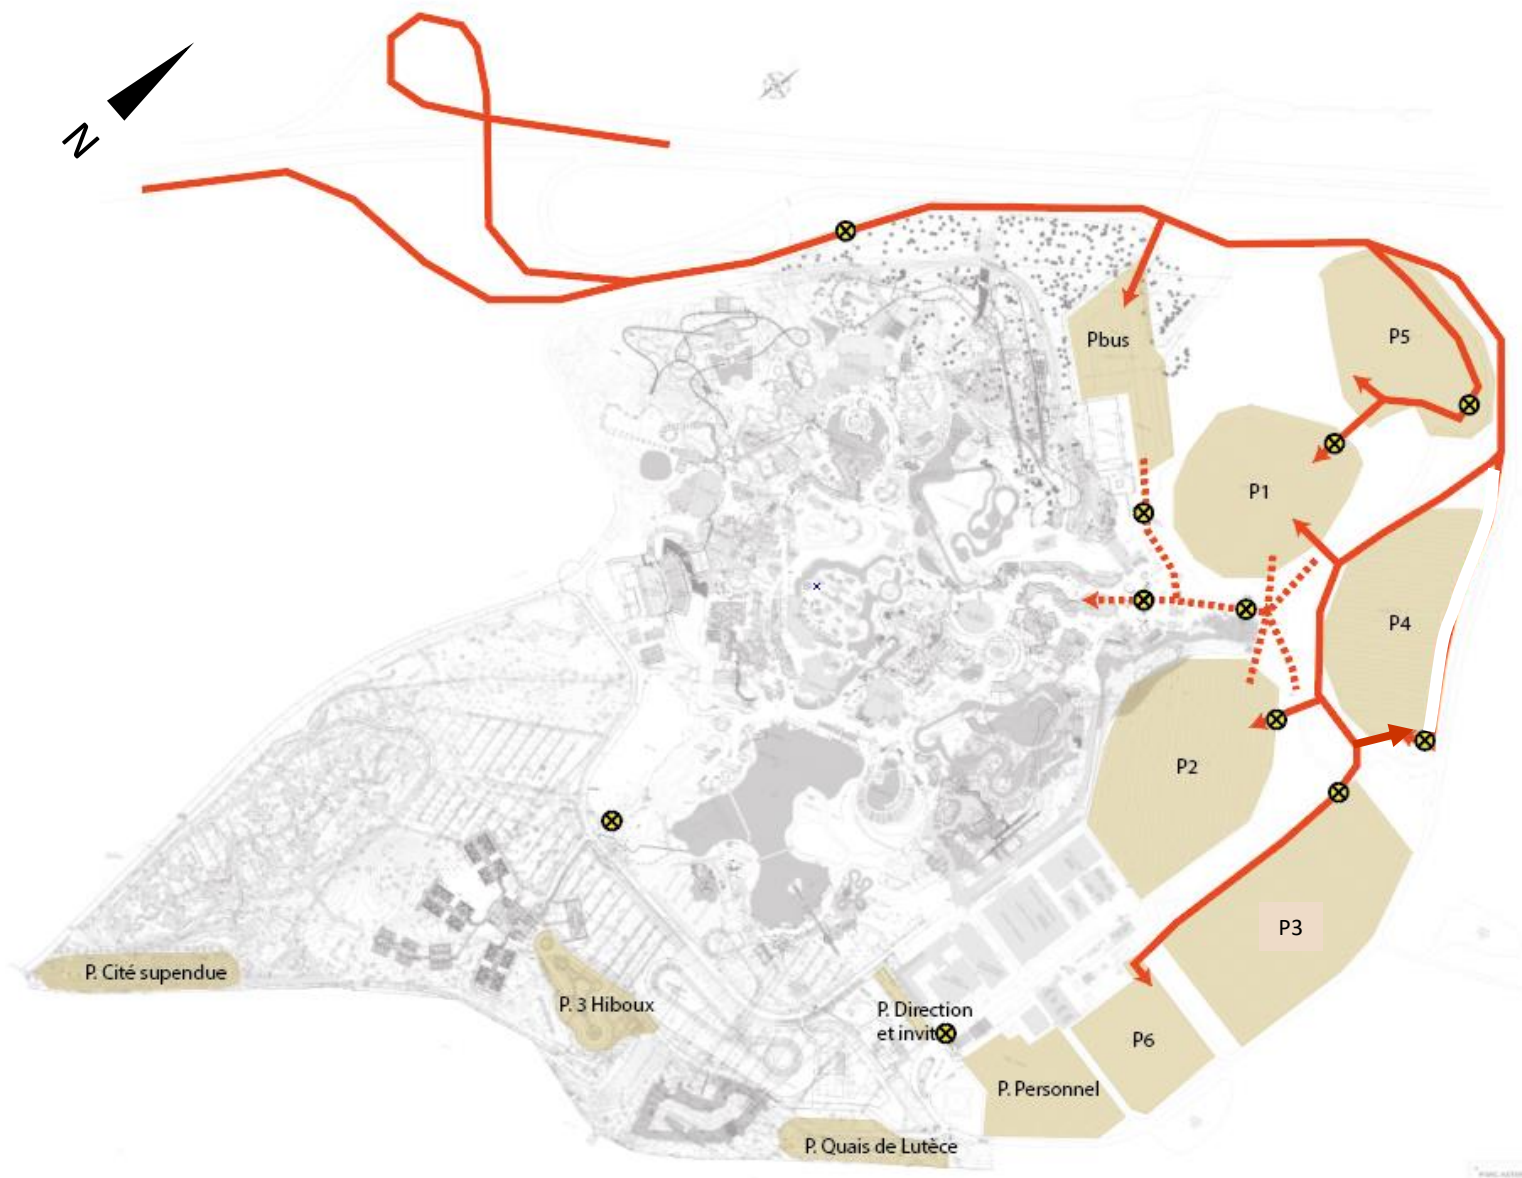 N
Pbus
P5
P1
P4
P2
P3
P. Cité supendue
P. 3 Hiboux
P. Direction
et invit
P6
P. Personnel
P. Quais de Lutèce